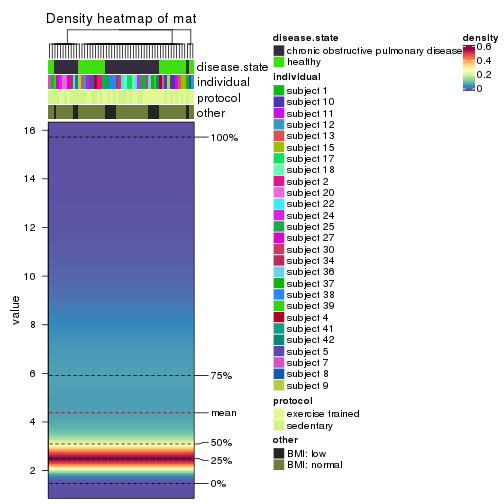 Density heatmap of mat
disease.state
individual
protocol
other
value
16
14
12
10
8
6
4
2
100%
75%
mean
50%
25%
0%
disease.state
chronic obstructive pulmonary disease
healthy
individual
subject 1
subject 10
subject 11
subject 12
subject 13
subject 15
subject 17
subject 18
subject 2
subject 20
subject 22
subject 24
subject 25
subject 27
subject 30
subject 34
subject 36
subject 37
subject 38
subject 39
subject 4
subject 41
subject 42
subject 5
subject 7
subject 8
subject 9
protocol
exercise trained
sedentary
other
BMI: low
BMI: normal
density
0.6
0.4
0.2
0